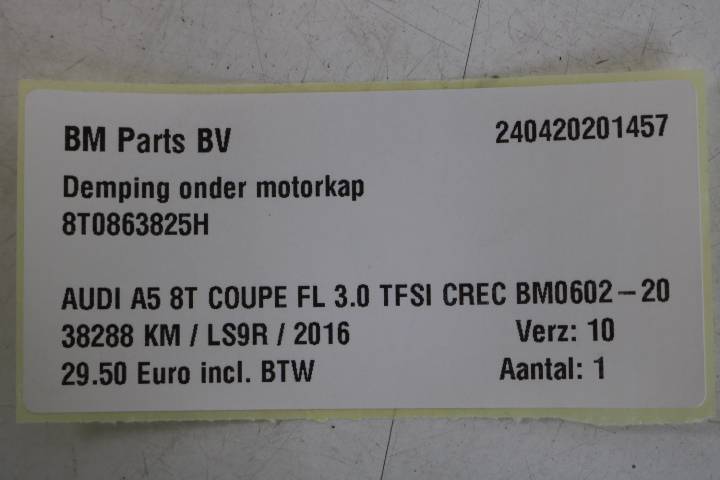 BM Parts BV 240420201457
Demping onder motorkap
8T0863825H
AUDI A5 8T COUPE FL 3.0 TFSI CREC BM0602-20
38288 KM / LS9R / 2016 Verz: 10
29.50 Euro incl. BTW Aantal: 1